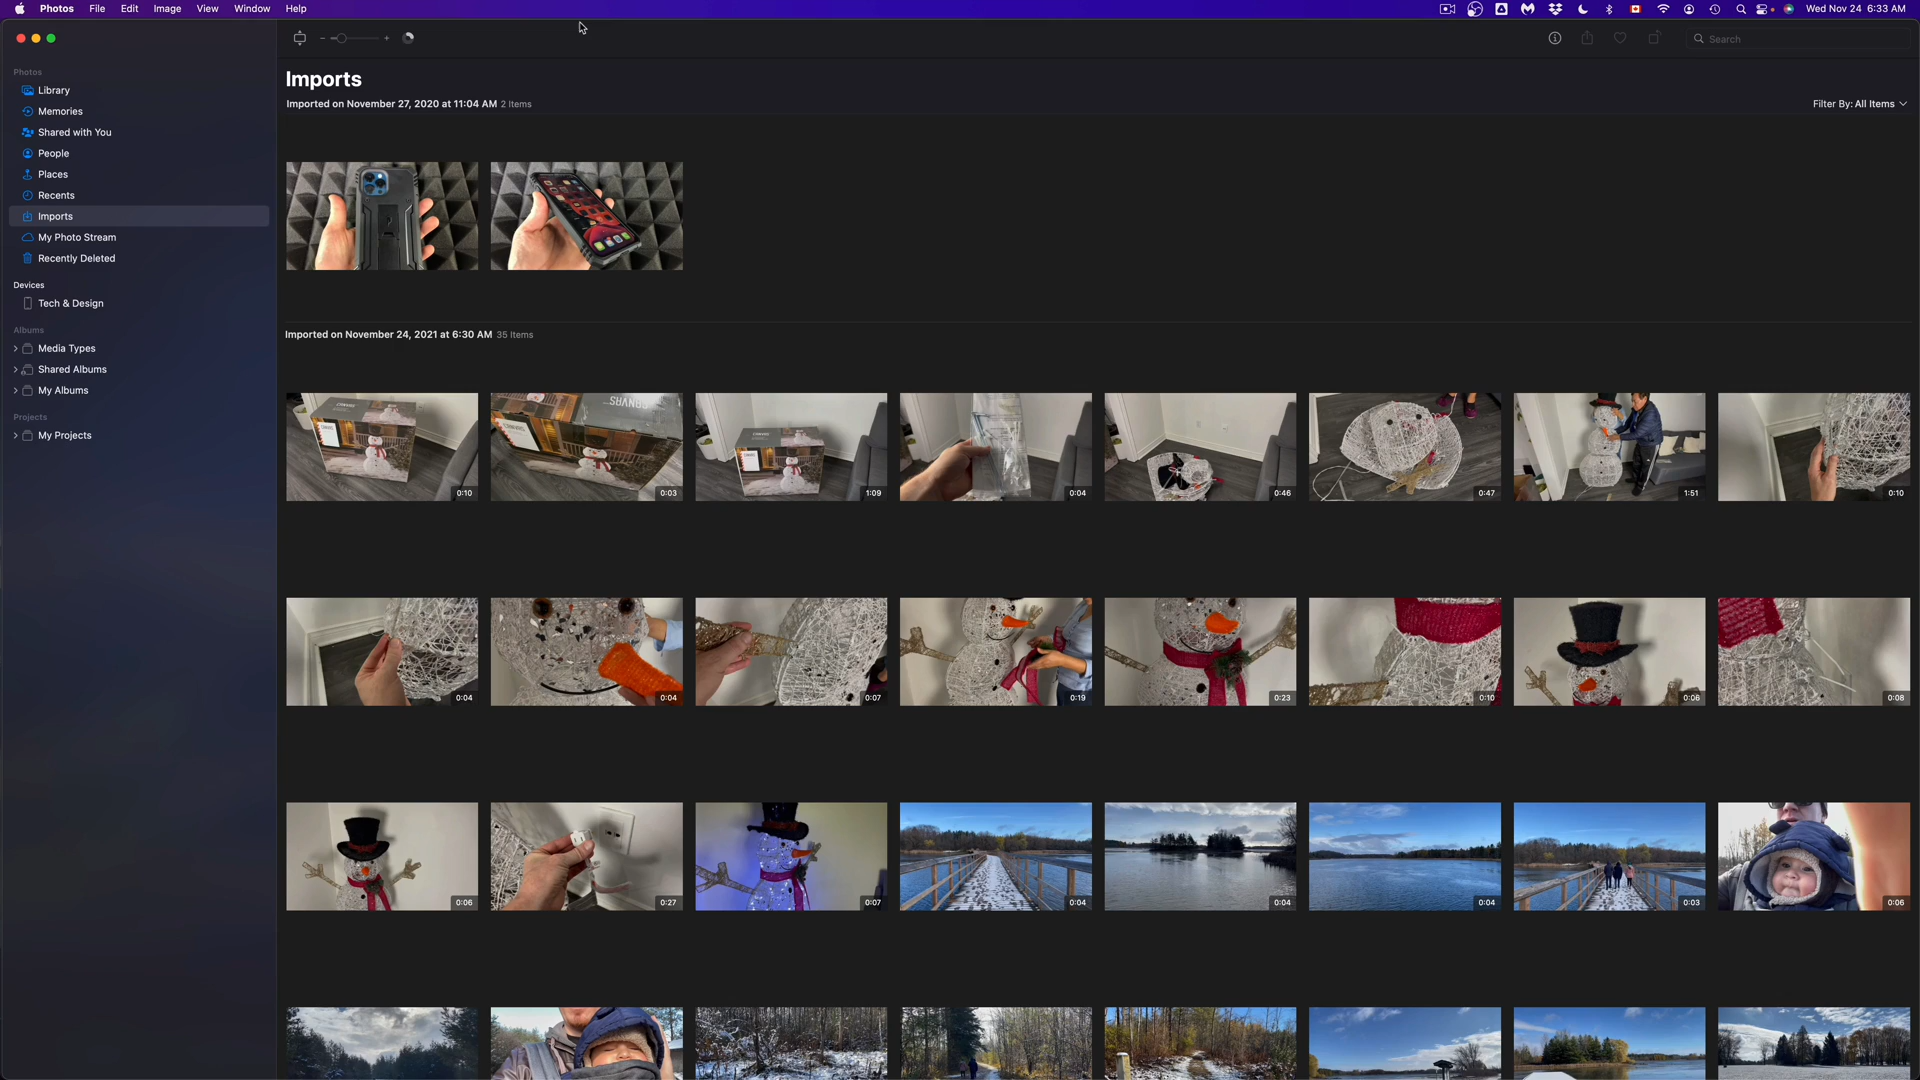 Photos File Edit Image View Window Help Wed Nov 24 6:33 AM
Search
Photos
Library
Memories
Shared with You
People
Places
Recents
Imports
My Photo Stream
Recently Deleted
Devices
Tech & Design
Albums
Media Types
Shared Albums
My Albums
Projects
My Projects
Imports
Imported on November 27, 2020 at 11:04 AM 2 Items
Filter By: All Items
Imported on November 24, 2021 at 6:30 AM 35 Items
CANVAS
0:10 0:03 1:09 0:04 0:46 0:47 1:51 0:10
0:04 0:04 0:07 0:19 0:23 0:10 0:06 0:08
0:06 0:27 0:07 0:04 0:04 0:04 0:03 0:06